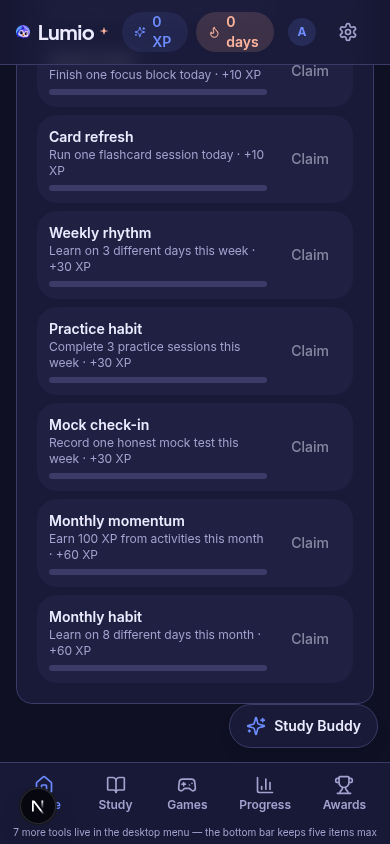 Lumio
0 XP
0 days
A
Finish one focus block today · +10 XP
Claim
Card refresh
Run one flashcard session today · +10
XP
Claim
Weekly rhythm
Learn on 3 different days this week ·
+30 XP
Claim
Practice habit
Complete 3 practice sessions this
week · +30 XP
Claim
Mock check-in
Record one honest mock test this
week · +30 XP
Claim
Monthly momentum
Earn 100 XP from activities this month
· +60 XP
Claim
Monthly habit
Learn on 8 different days this month ·
+60 XP
Claim
Study Buddy
N
Study
Games
Progress
Awards
7 more tools live in the desktop menu — the bottom bar keeps five items max